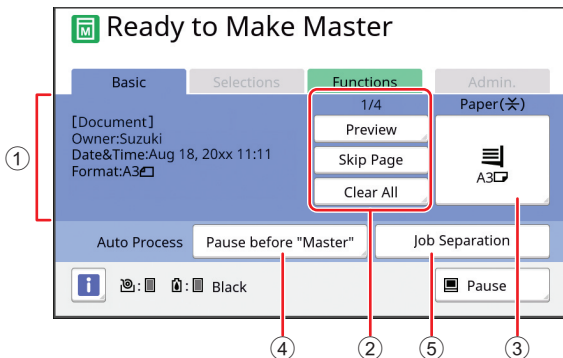 Ready to Make Master
Basic
Selections
Functions
Admin.
1
[Document]
Owner:Suzuki
Date&Time:Aug 18, 20xx 11:11
Format:A3
1/4
Preview
Skip Page
Clear All
Paper(
)
A3
Auto Process
Pause before "Master"
Job Separation
i
:
:
Black
Pause
4
2
5
3